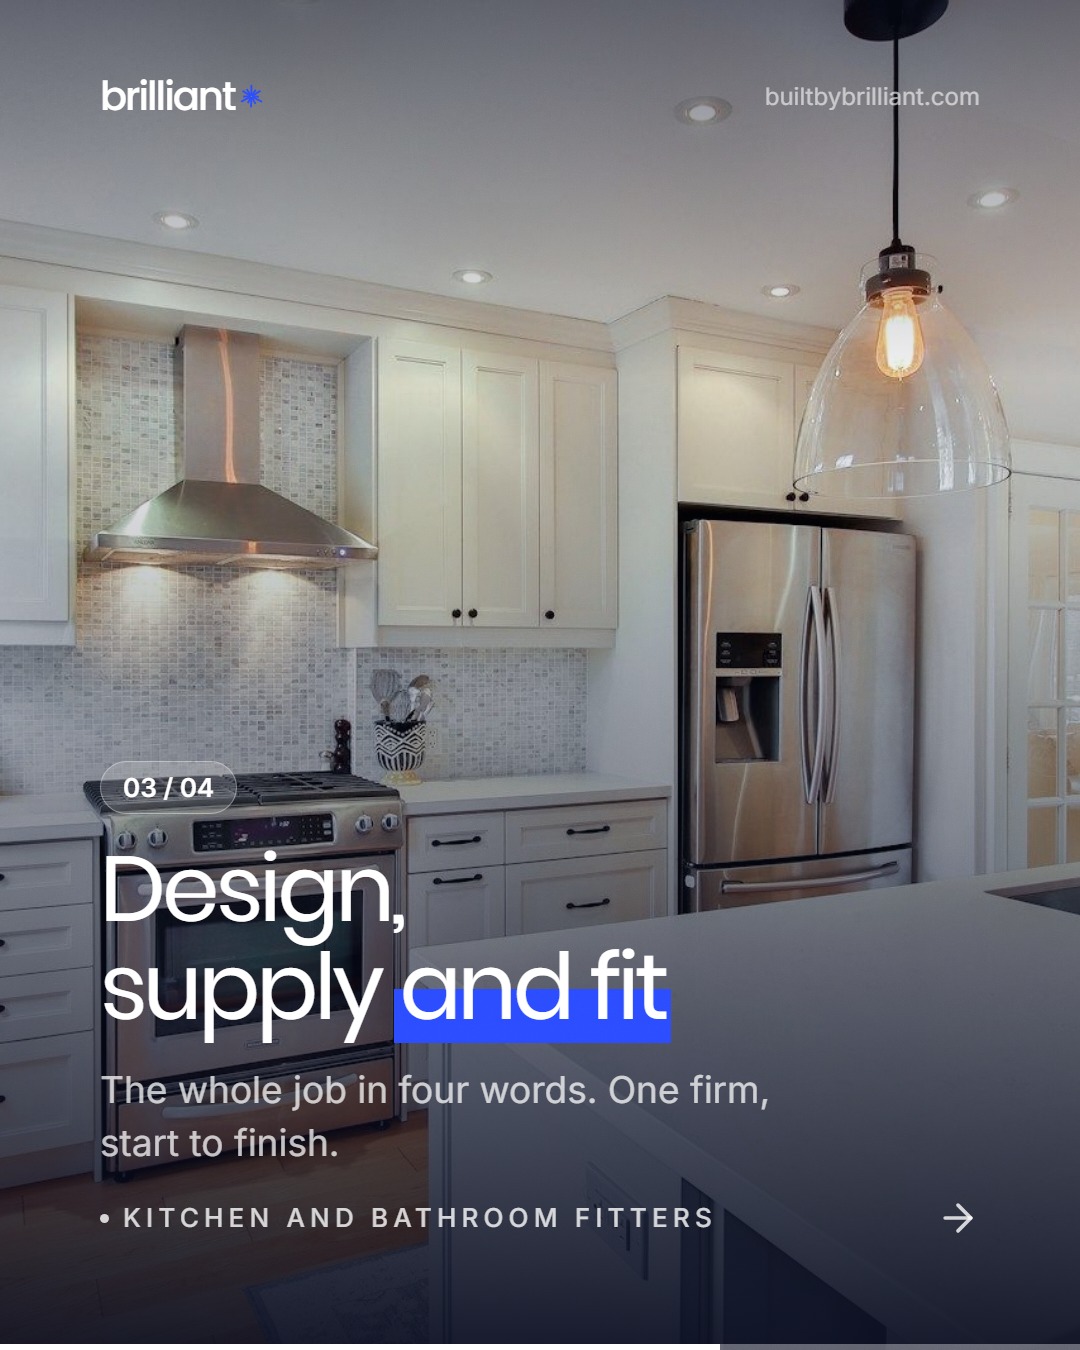 brilliant
builtbybrilliant.com
03 / 04
Design,
supply and fit
The whole job in four words. One firm,
start to finish.
• KITCHEN AND BATHROOM FITTERS